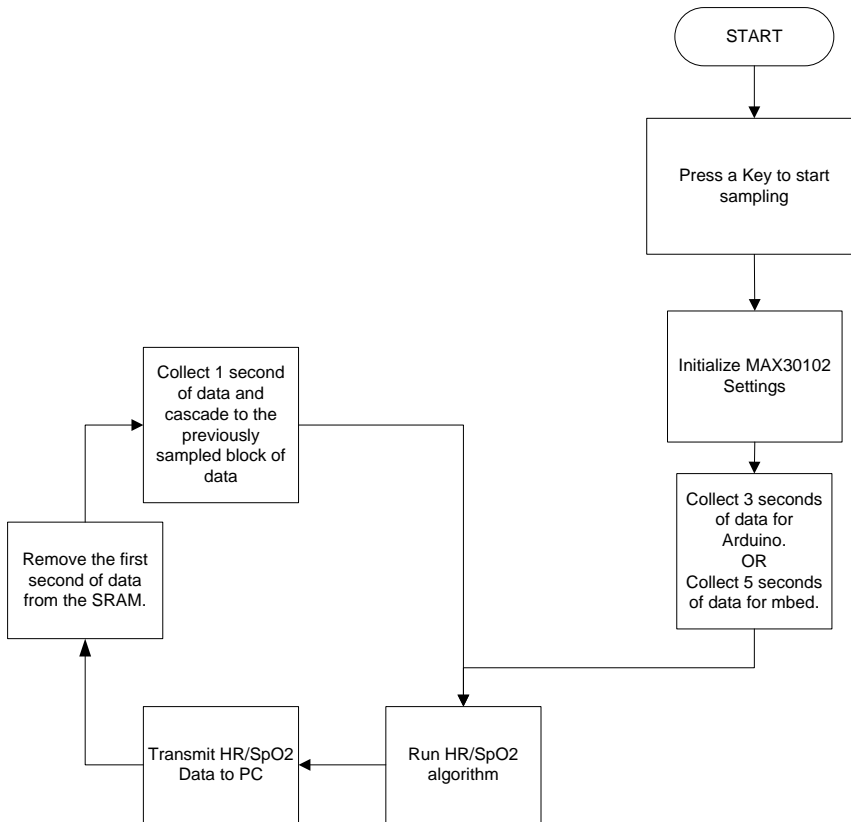 START
Press a Key to start
sampling
Initialize MAX30102
Settings
Collect 3 seconds
of data for
Arduino.
OR
Collect 5 seconds
of data for mbed.
Run HR/SpO2
algorithm
Transmit HR/SpO2
Data to PC
Remove the first
second of data
from the SRAM.
Collect 1 second
of data and
cascade to the
previously
sampled block of
data